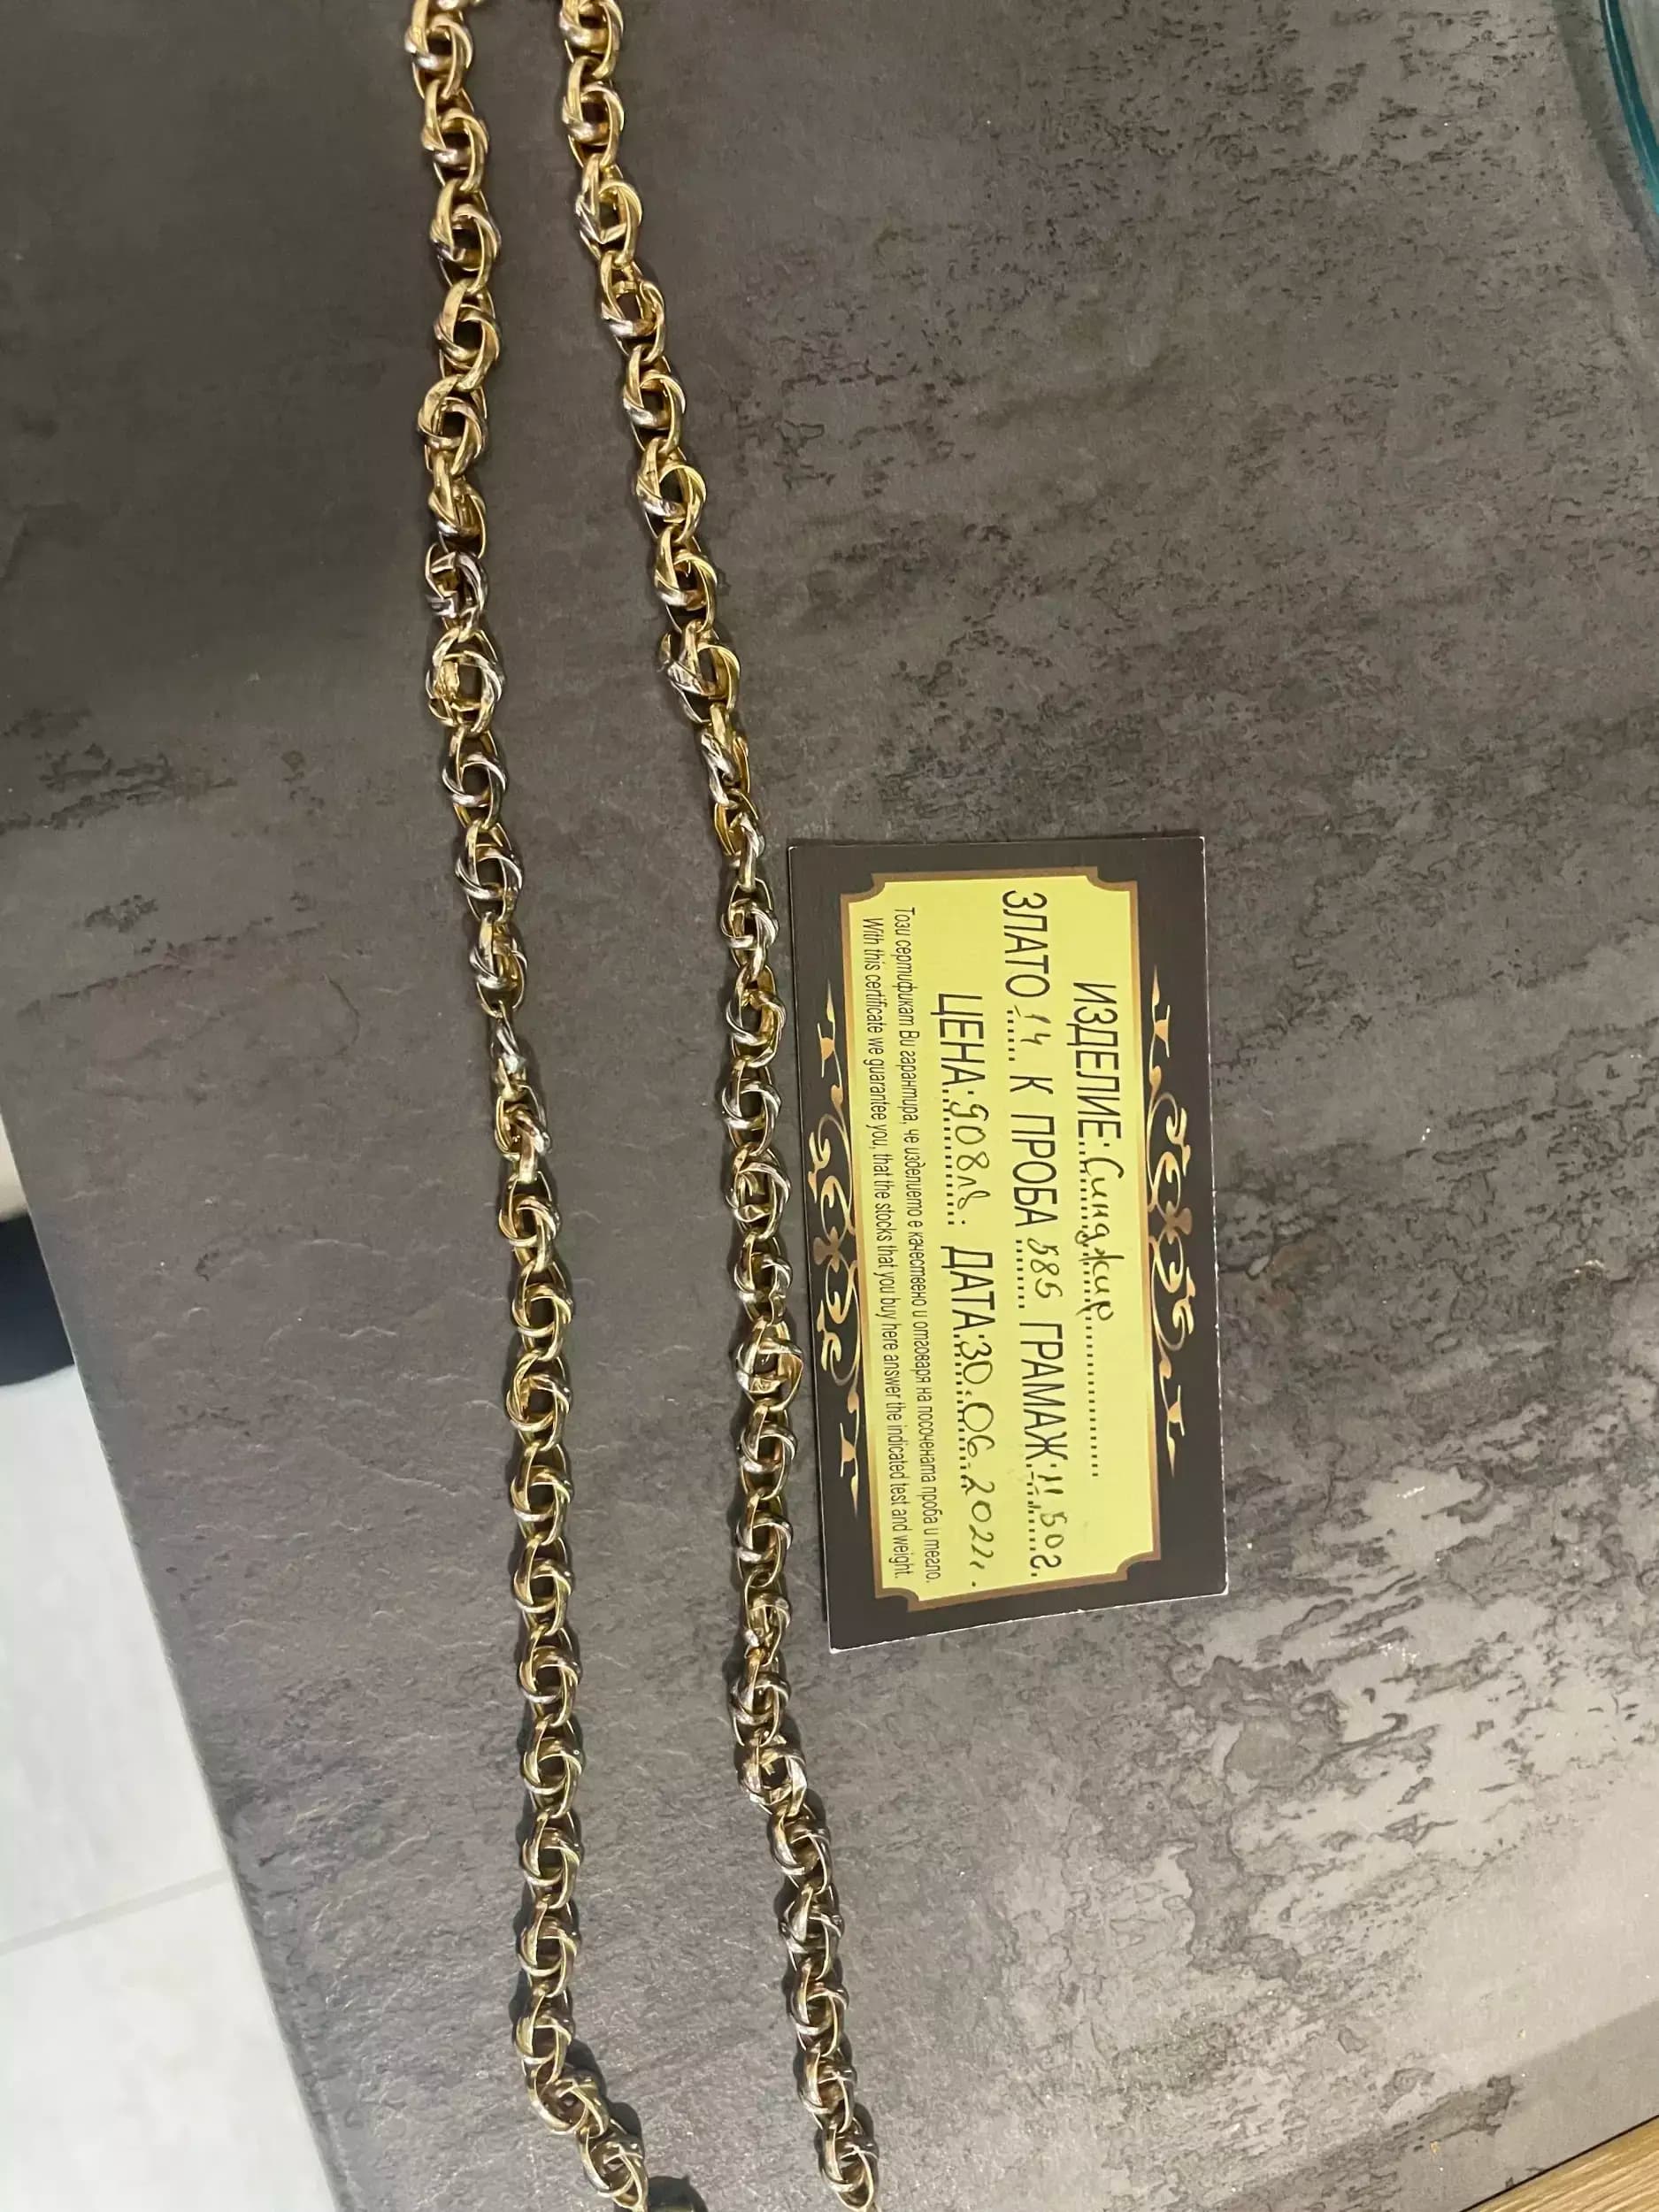 ИЗДЕЛИЕ: Синджир
ЗЛАТО 14 К ПРОБА 585 ГРАМАЖ: 11,50г.
ЦЕНА: 908лв. ДАТА: 30.06.2022г.
Този сертификат Ви гарантира, че изделието е качествено и отговаря на посочената проба и тегло.
With this certificate we guarantee you, that the stocks that you buy here answer the indicated test and weight.